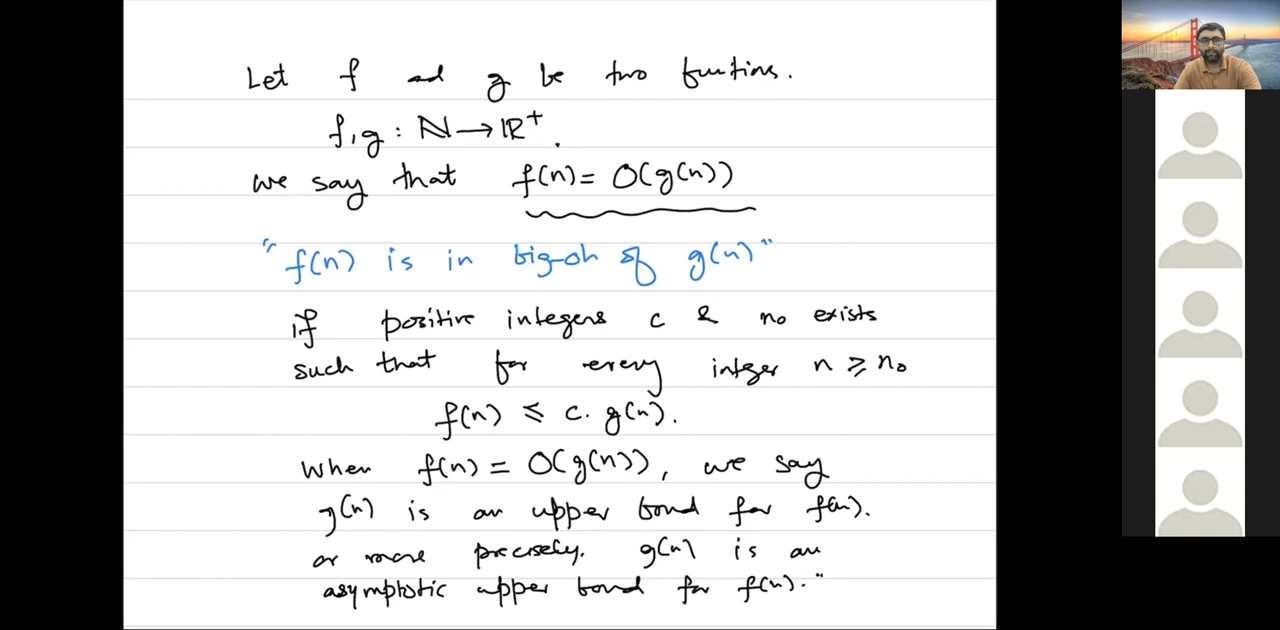 Let f and g be two functions.
f, g : ℕ → ℝ⁺.
we say that f(n) = O(g(n))
"f(n) is in big-oh of g(n)"
if positive integers c & n₀ exists
such that for every integer n ⩾ n₀
f(n) ⩽ c. g(n).
When f(n) = O(g(n)), we say
g(n) is an upper bond for f(n).
or more precisely. g(n) is an
asymptotic upper bond for f(n)."